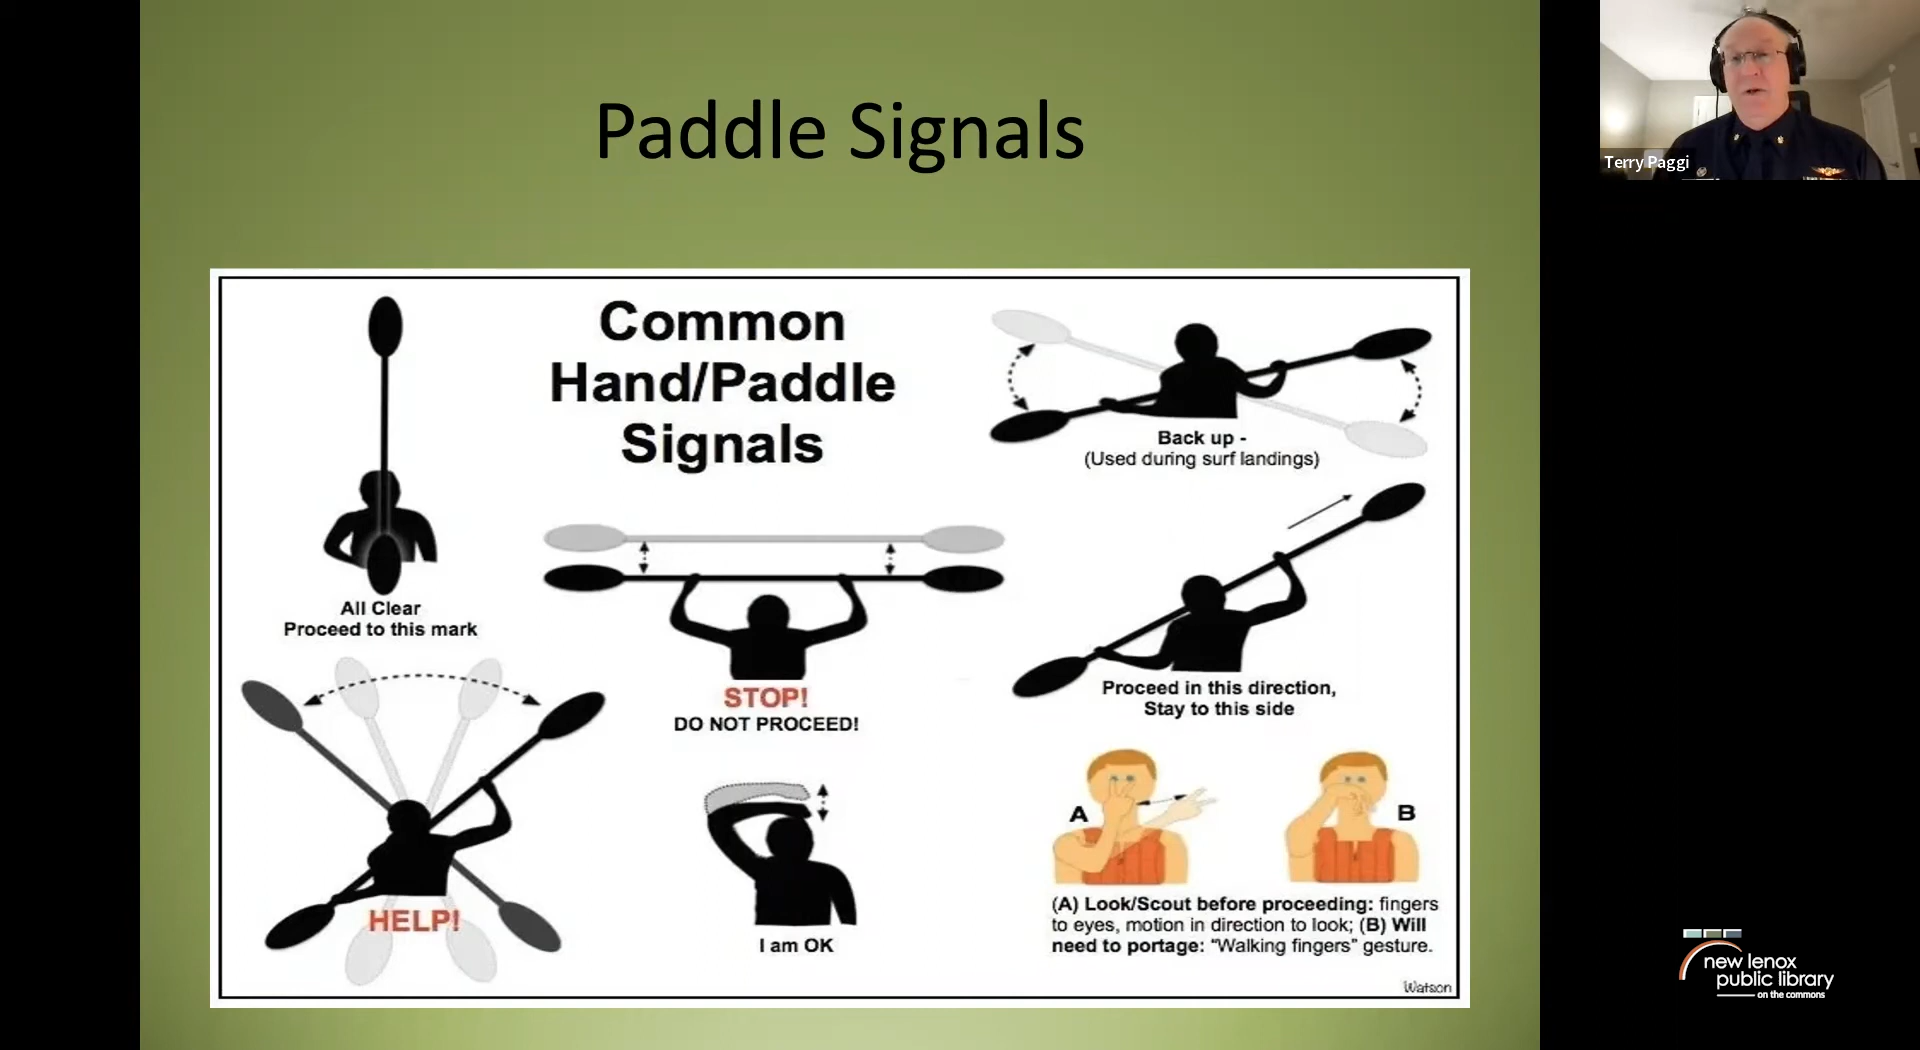 Paddle Signals
Terry Paggi
Common
Hand/Paddle
Signals
Back up -
(Used during surf landings)
All Clear
Proceed to this mark
STOP!
DO NOT PROCEED!
Proceed in this direction,
Stay to this side
HELP!
I am OK
A
B
(A) Look/Scout before proceeding: fingers
to eyes, motion in direction to look; (B) Will
need to portage: “Walking fingers” gesture.
Watson
new lenox
public library
on the commons